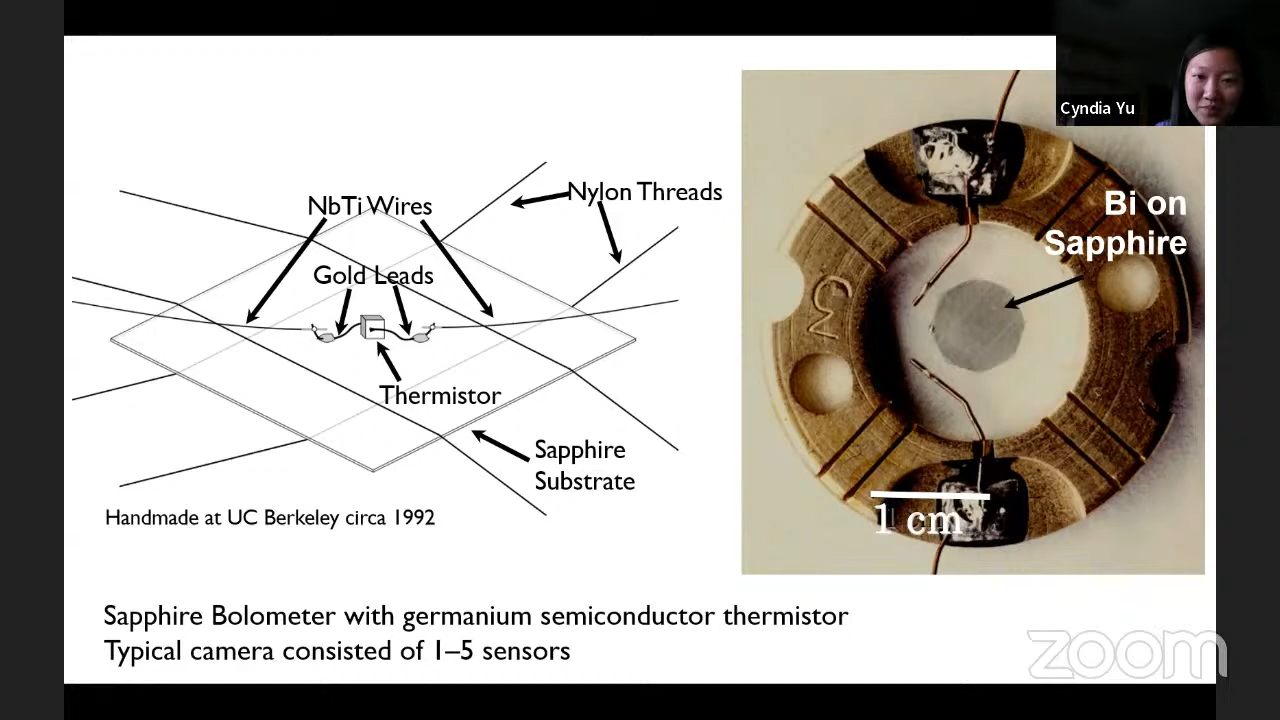 Cyndia Yu
NbTi Wires
Nylon Threads
Gold Leads
Thermistor
Sapphire
Substrate
Handmade at UC Berkeley circa 1992
Bi on
Sapphire
1 cm
Sapphire Bolometer with germanium semiconductor thermistor
Typical camera consisted of 1–5 sensors
zoom